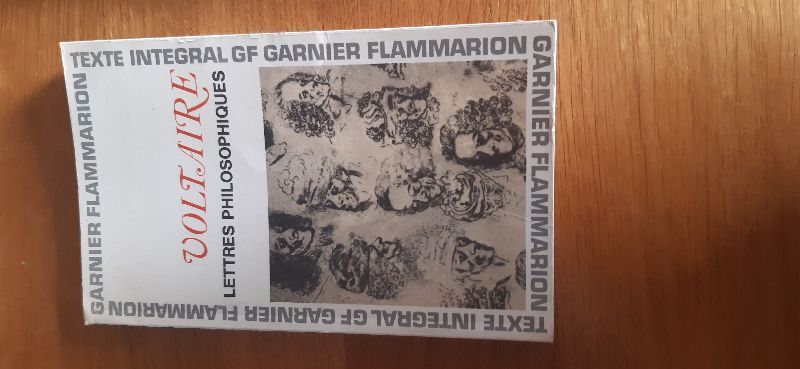 GARNIER FLAMMARION
TEXTE INTEGRAL GF GARNIER FLAMMARION
VOLTAIRE
LETTRES PHILOSOPHIQUES
GARNIER FLAMMARION
TEXTE INTEGRAL GF GARNIER FLAMMARION